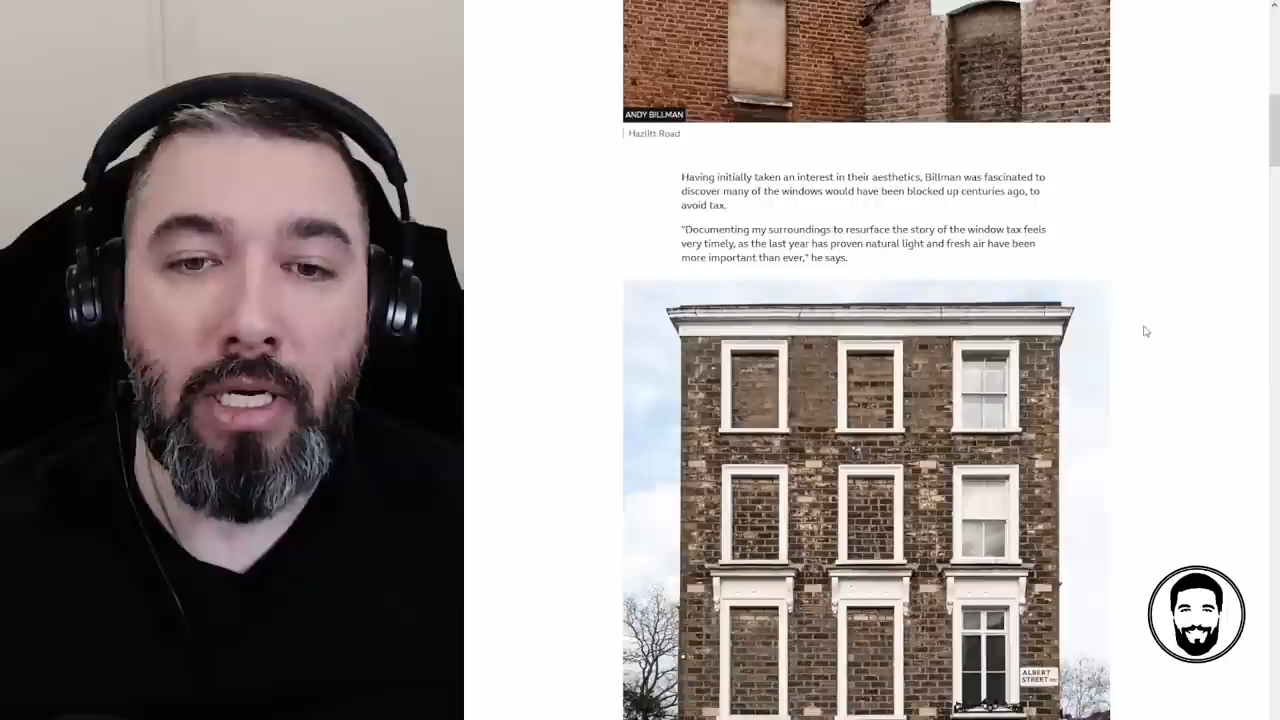 ANDY BILLMAN
Hazlitt Road
Having initially taken an interest in their aesthetics, Billman was fascinated to
discover many of the windows would have been blocked up centuries ago, to
avoid tax.
"Documenting my surroundings to resurface the story of the window tax feels
very timely, as the last year has proven natural light and fresh air have been
more important than ever," he says.
ALBERT
STREET